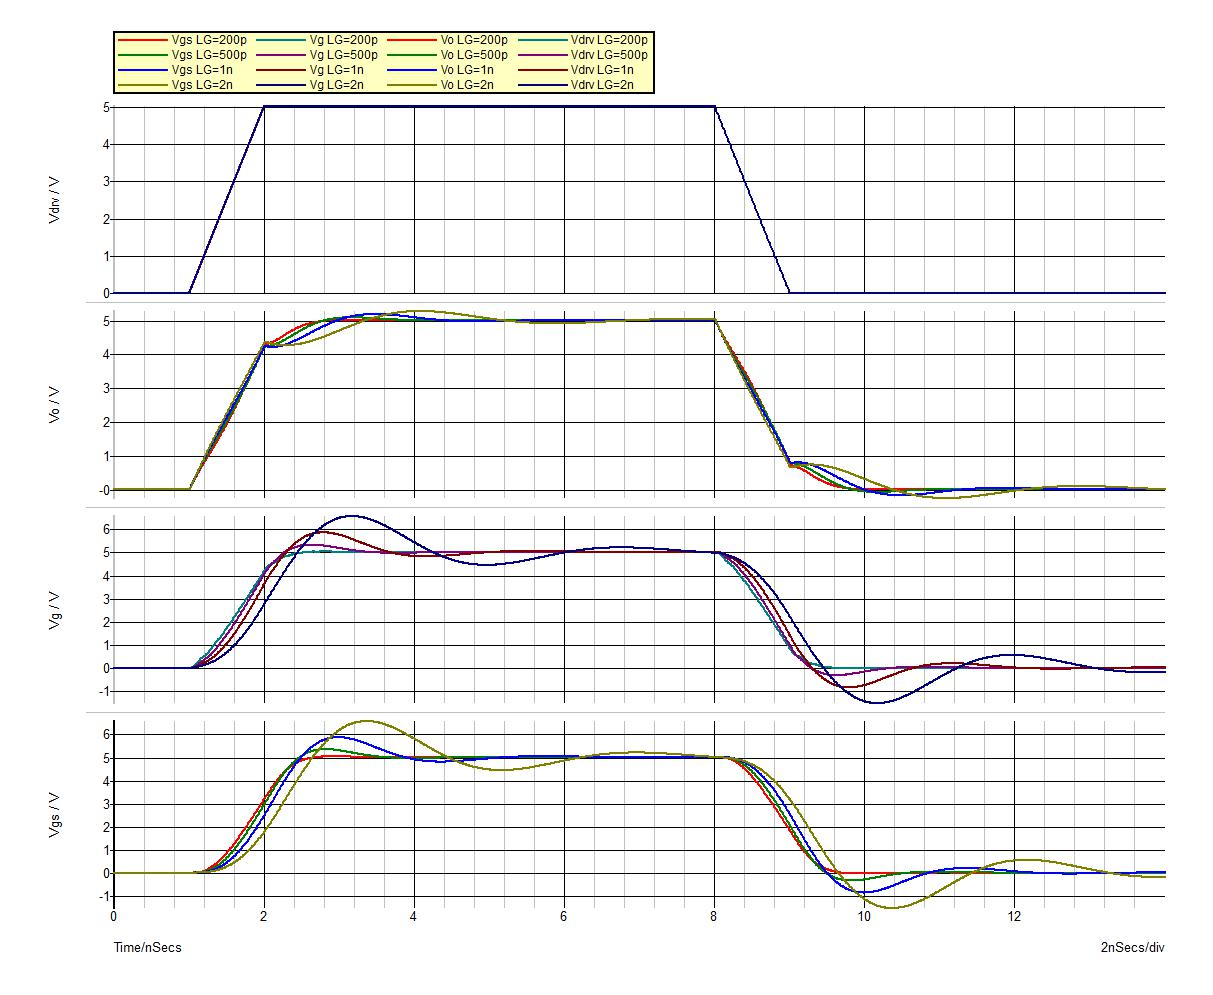 Vgs LG=200p Vg LG=200p Vo LG=200p Vdrv LG=200p
Vgs LG=500p Vg LG=500p Vo LG=500p Vdrv LG=500p
Vgs LG=1n Vg LG=1n Vo LG=1n Vdrv LG=1n
Vgs LG=2n Vg LG=2n Vo LG=2n Vdrv LG=2n
Vdrv / V
5
4
3
2
1
0
Vo / V
5
4
3
2
1
-0
Vg / V
6
5
4
3
2
1
0
-1
Vgs / V
6
5
4
3
2
1
0
-1
0 2 4 6 8 10 12
Time/nSecs 2nSecs/div